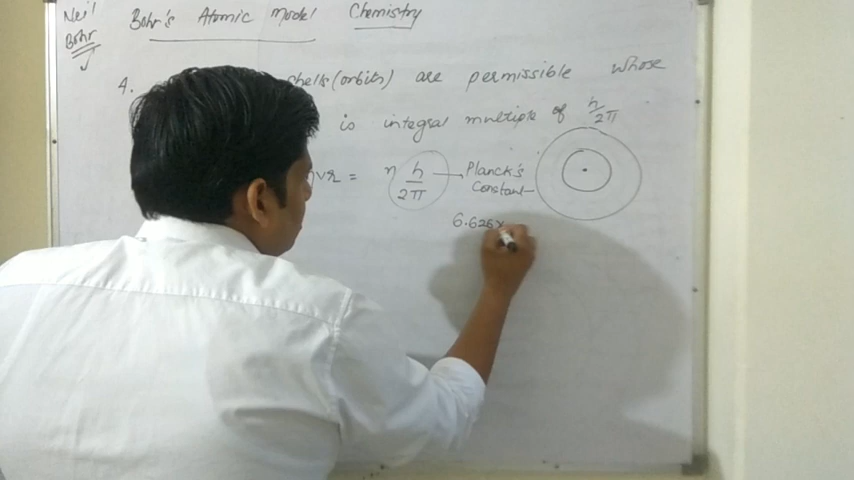 Neil
Bohr
Bohr's Atomic Model Chemistry
4. Shells (orbits) are permissible whose
is integral multiple of h/2π
vr = n h/2π → Planck's
Constant
6.626x